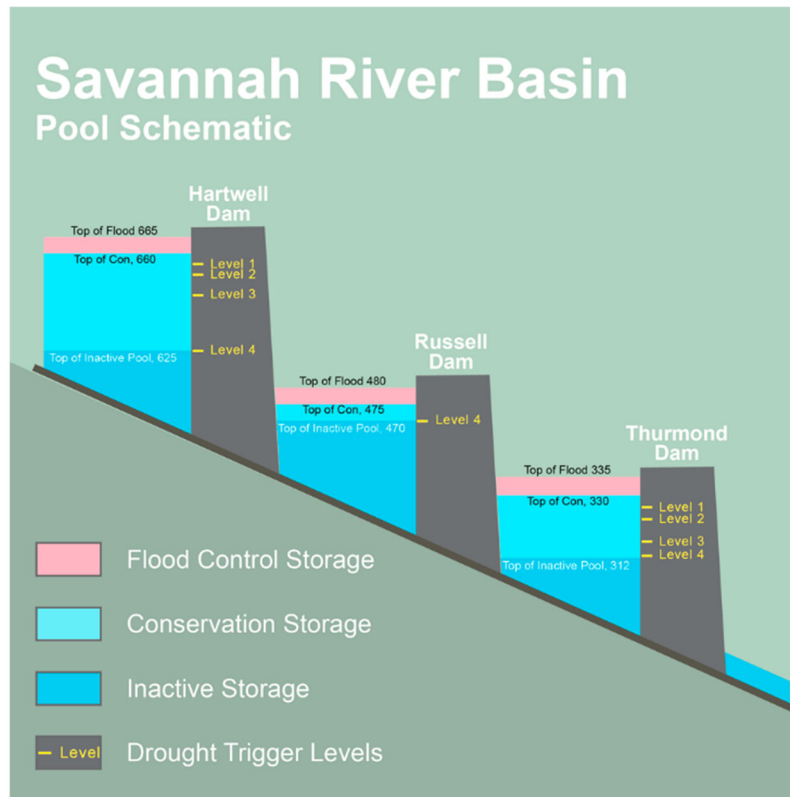 Savannah River Basin
Pool Schematic
Hartwell
Dam
Top of Flood 665
Top of Con, 660
Level 1
Level 2
Level 3
Top of Inactive Pool, 625
Level 4
Russell
Dam
Top of Flood 480
Top of Con, 475
Top of Inactive Pool, 470
Level 4
Thurmond
Dam
Top of Flood 335
Top of Con, 330
Level 1
Level 2
Level 3
Level 4
Top of Inactive Pool, 312
Flood Control Storage
Conservation Storage
Inactive Storage
Level
Drought Trigger Levels